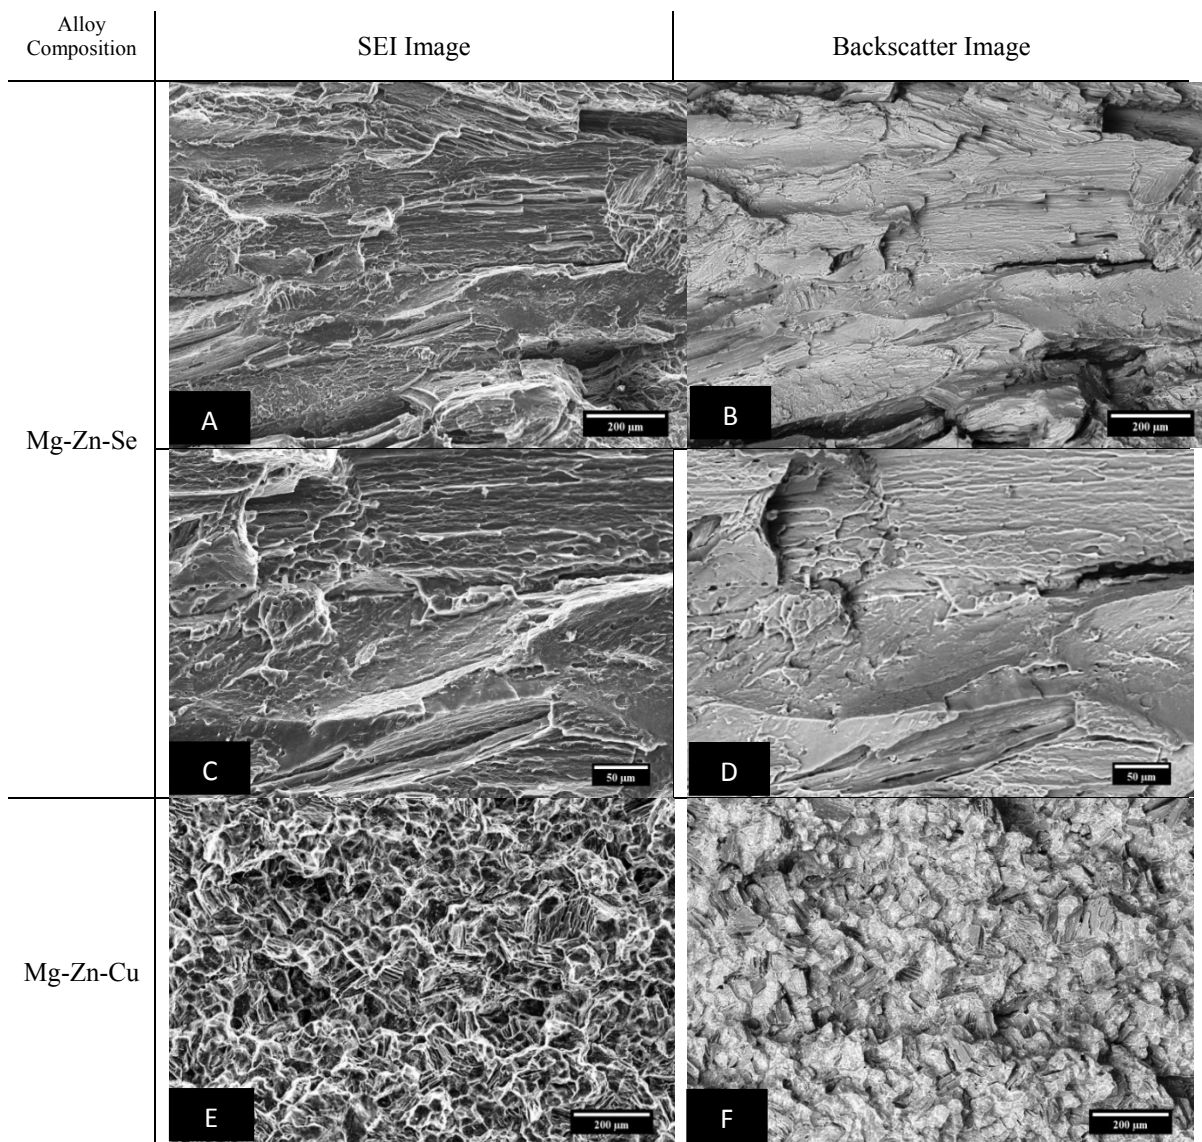 Alloy
Composition
SEI Image
Backscatter Image
Mg-Zn-Se
A
200 μm
B
200 μm
C
50 μm
D
50 μm
Mg-Zn-Cu
E
200 μm
F
200 μm